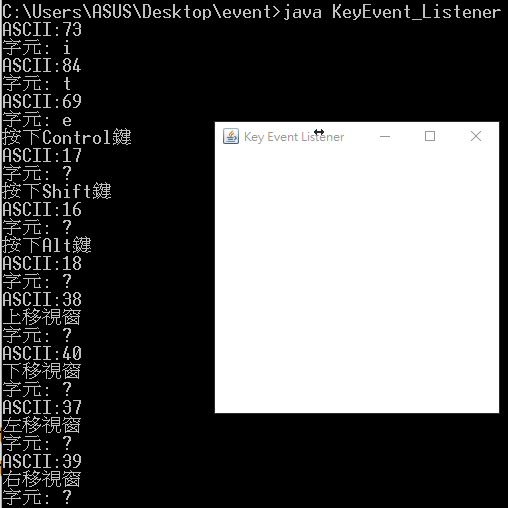 C:\Users\ASUS\Desktop\event>java KeyEvent_Listener
ASCII:73
字元: i
ASCII:84
字元: t
ASCII:69
字元: e
按下Control鍵
ASCII:17
字元: ?
按下Shift鍵
ASCII:16
字元: ?
按下Alt鍵
ASCII:18
字元: ?
ASCII:38
上移視窗
字元: ?
ASCII:40
下移視窗
字元: ?
ASCII:37
左移視窗
字元: ?
ASCII:39
右移視窗
字元: ?
Key Event Listener